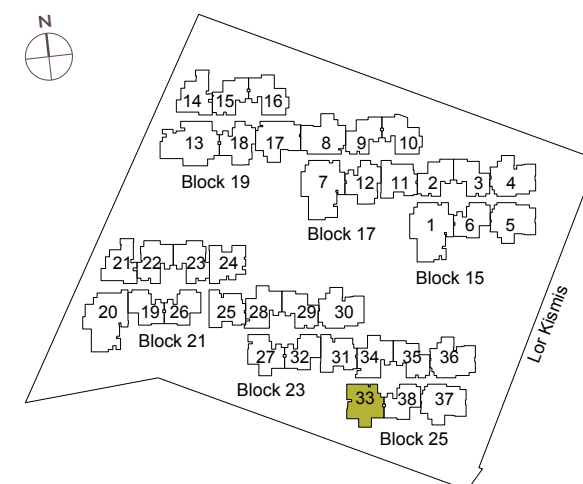 N
14 15 16
13 18 17 8 9 10
Block 19
7 12 11 2 3 4
Block 17
1 6 5
Block 15
21 22 23 24
20 19 26 25 28 29 30
Block 21
Lor Kismis
27 32 31 34 35 36
Block 23
33 38 37
Block 25